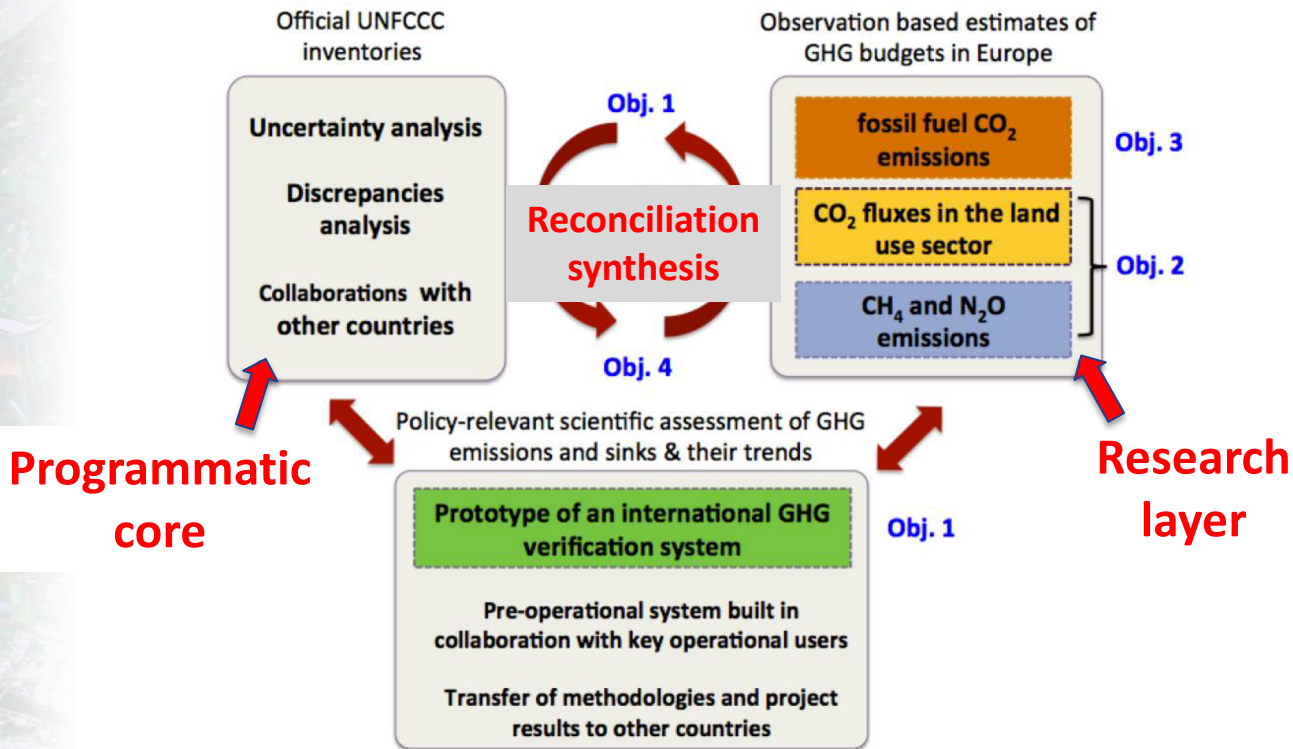 Official UNFCCC
inventories
Uncertainty analysis
Discrepancies
analysis
Collaborations with
other countries
Obj. 1
Reconciliation
synthesis
Obj. 4
Observation based estimates of
GHG budgets in Europe
fossil fuel CO₂
emissions
Obj. 3
CO₂ fluxes in the land
use sector
Obj. 2
CH₄ and N₂O
emissions
Programmatic
core
Research
layer
Policy-relevant scientific assessment of GHG
emissions and sinks & their trends
Prototype of an international GHG
verification system
Obj. 1
Pre-operational system built in
collaboration with key operational users
Transfer of methodologies and project
results to other countries